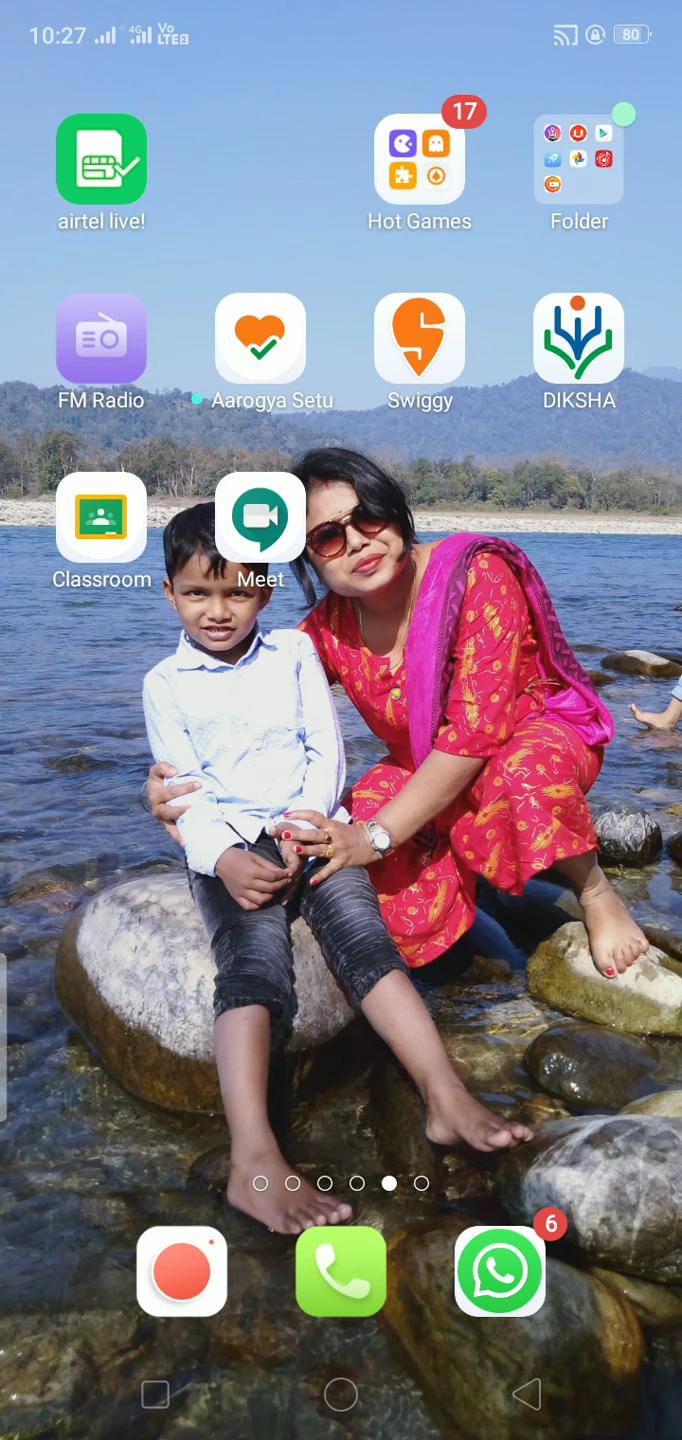 10:27 4G Vo LTE2 80
17
airtel live!
Hot Games
Folder
FM Radio
Aarogya Setu
Swiggy
DIKSHA
Classroom
Meet
6